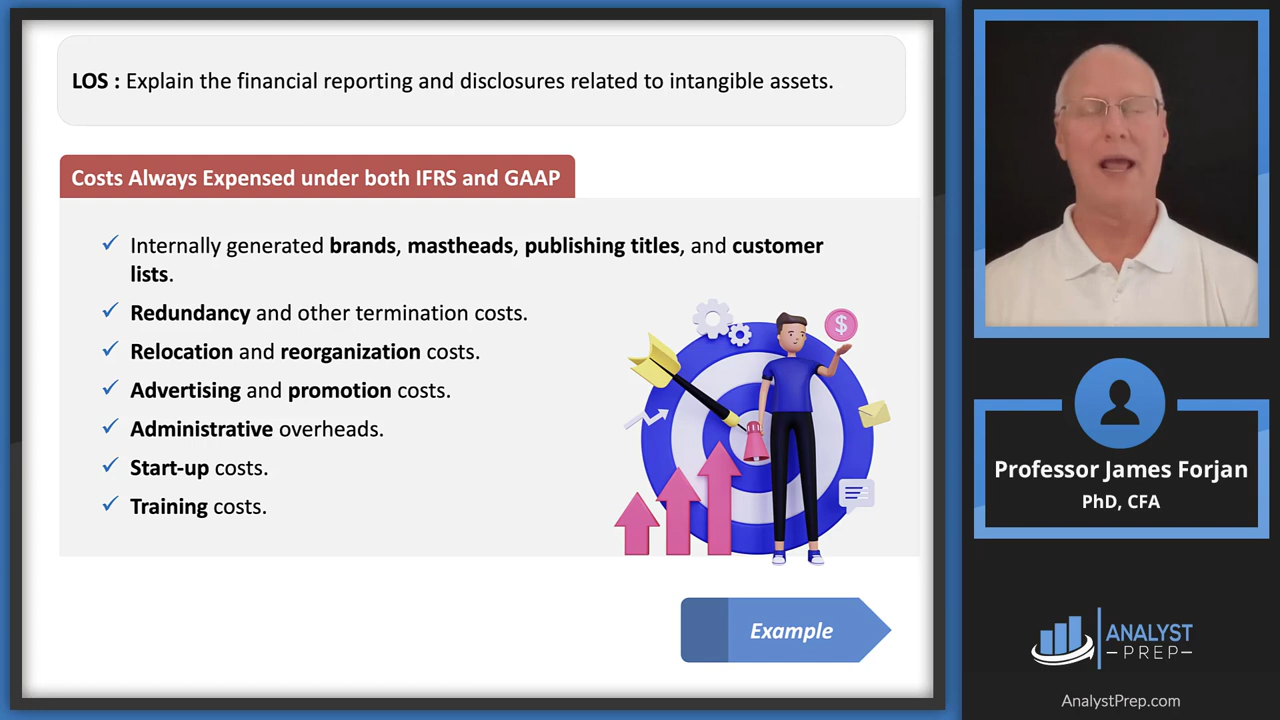 LOS : Explain the financial reporting and disclosures related to intangible assets.
Costs Always Expensed under both IFRS and GAAP
✓ Internally generated brands, mastheads, publishing titles, and customer
lists.
✓ Redundancy and other termination costs.
✓ Relocation and reorganization costs.
✓ Advertising and promotion costs.
✓ Administrative overheads.
✓ Start-up costs.
✓ Training costs.
$
Example
Professor James Forjan
PhD, CFA
ANALYST
–PREP–
AnalystPrep.com